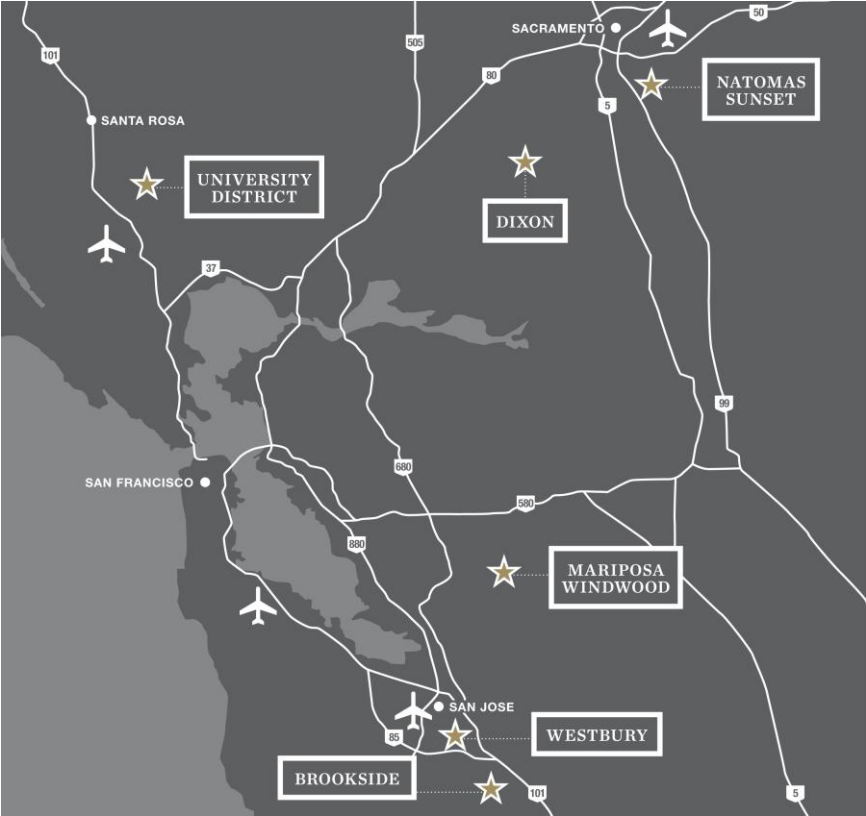 50
SACRAMENTO
505
101
80
NATOMAS
SUNSET
5
SANTA ROSA
UNIVERSITY
DISTRICT
DIXON
37
99
680
SAN FRANCISCO
580
880
MARIPOSA
WINDWOOD
SAN JOSE
WESTBURY
85
BROOKSIDE
101
5